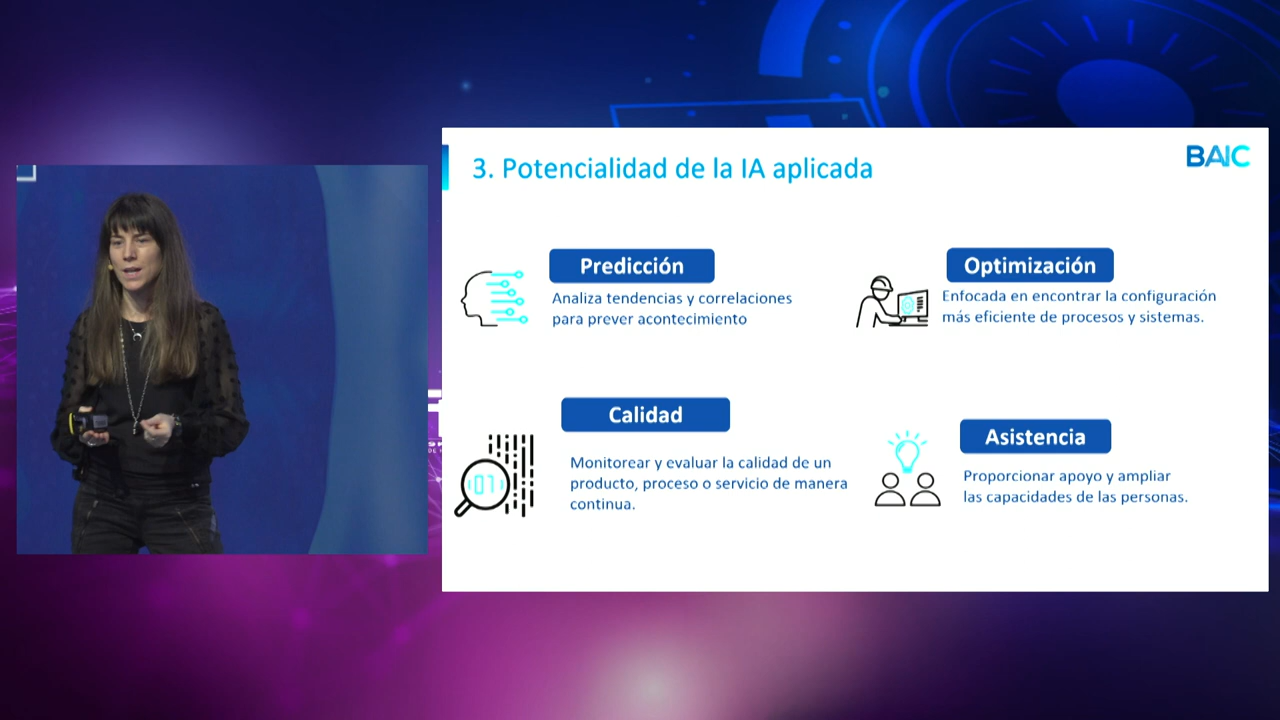 3. Potencialidad de la IA aplicada
BAIC
Predicción
Analiza tendencias y correlaciones
para prever acontecimiento
Optimización
Enfocada en encontrar la configuración
más eficiente de procesos y sistemas.
Calidad
Monitorear y evaluar la calidad de un
producto, proceso o servicio de manera
continua.
01
Asistencia
Proporcionar apoyo y ampliar
las capacidades de las personas.